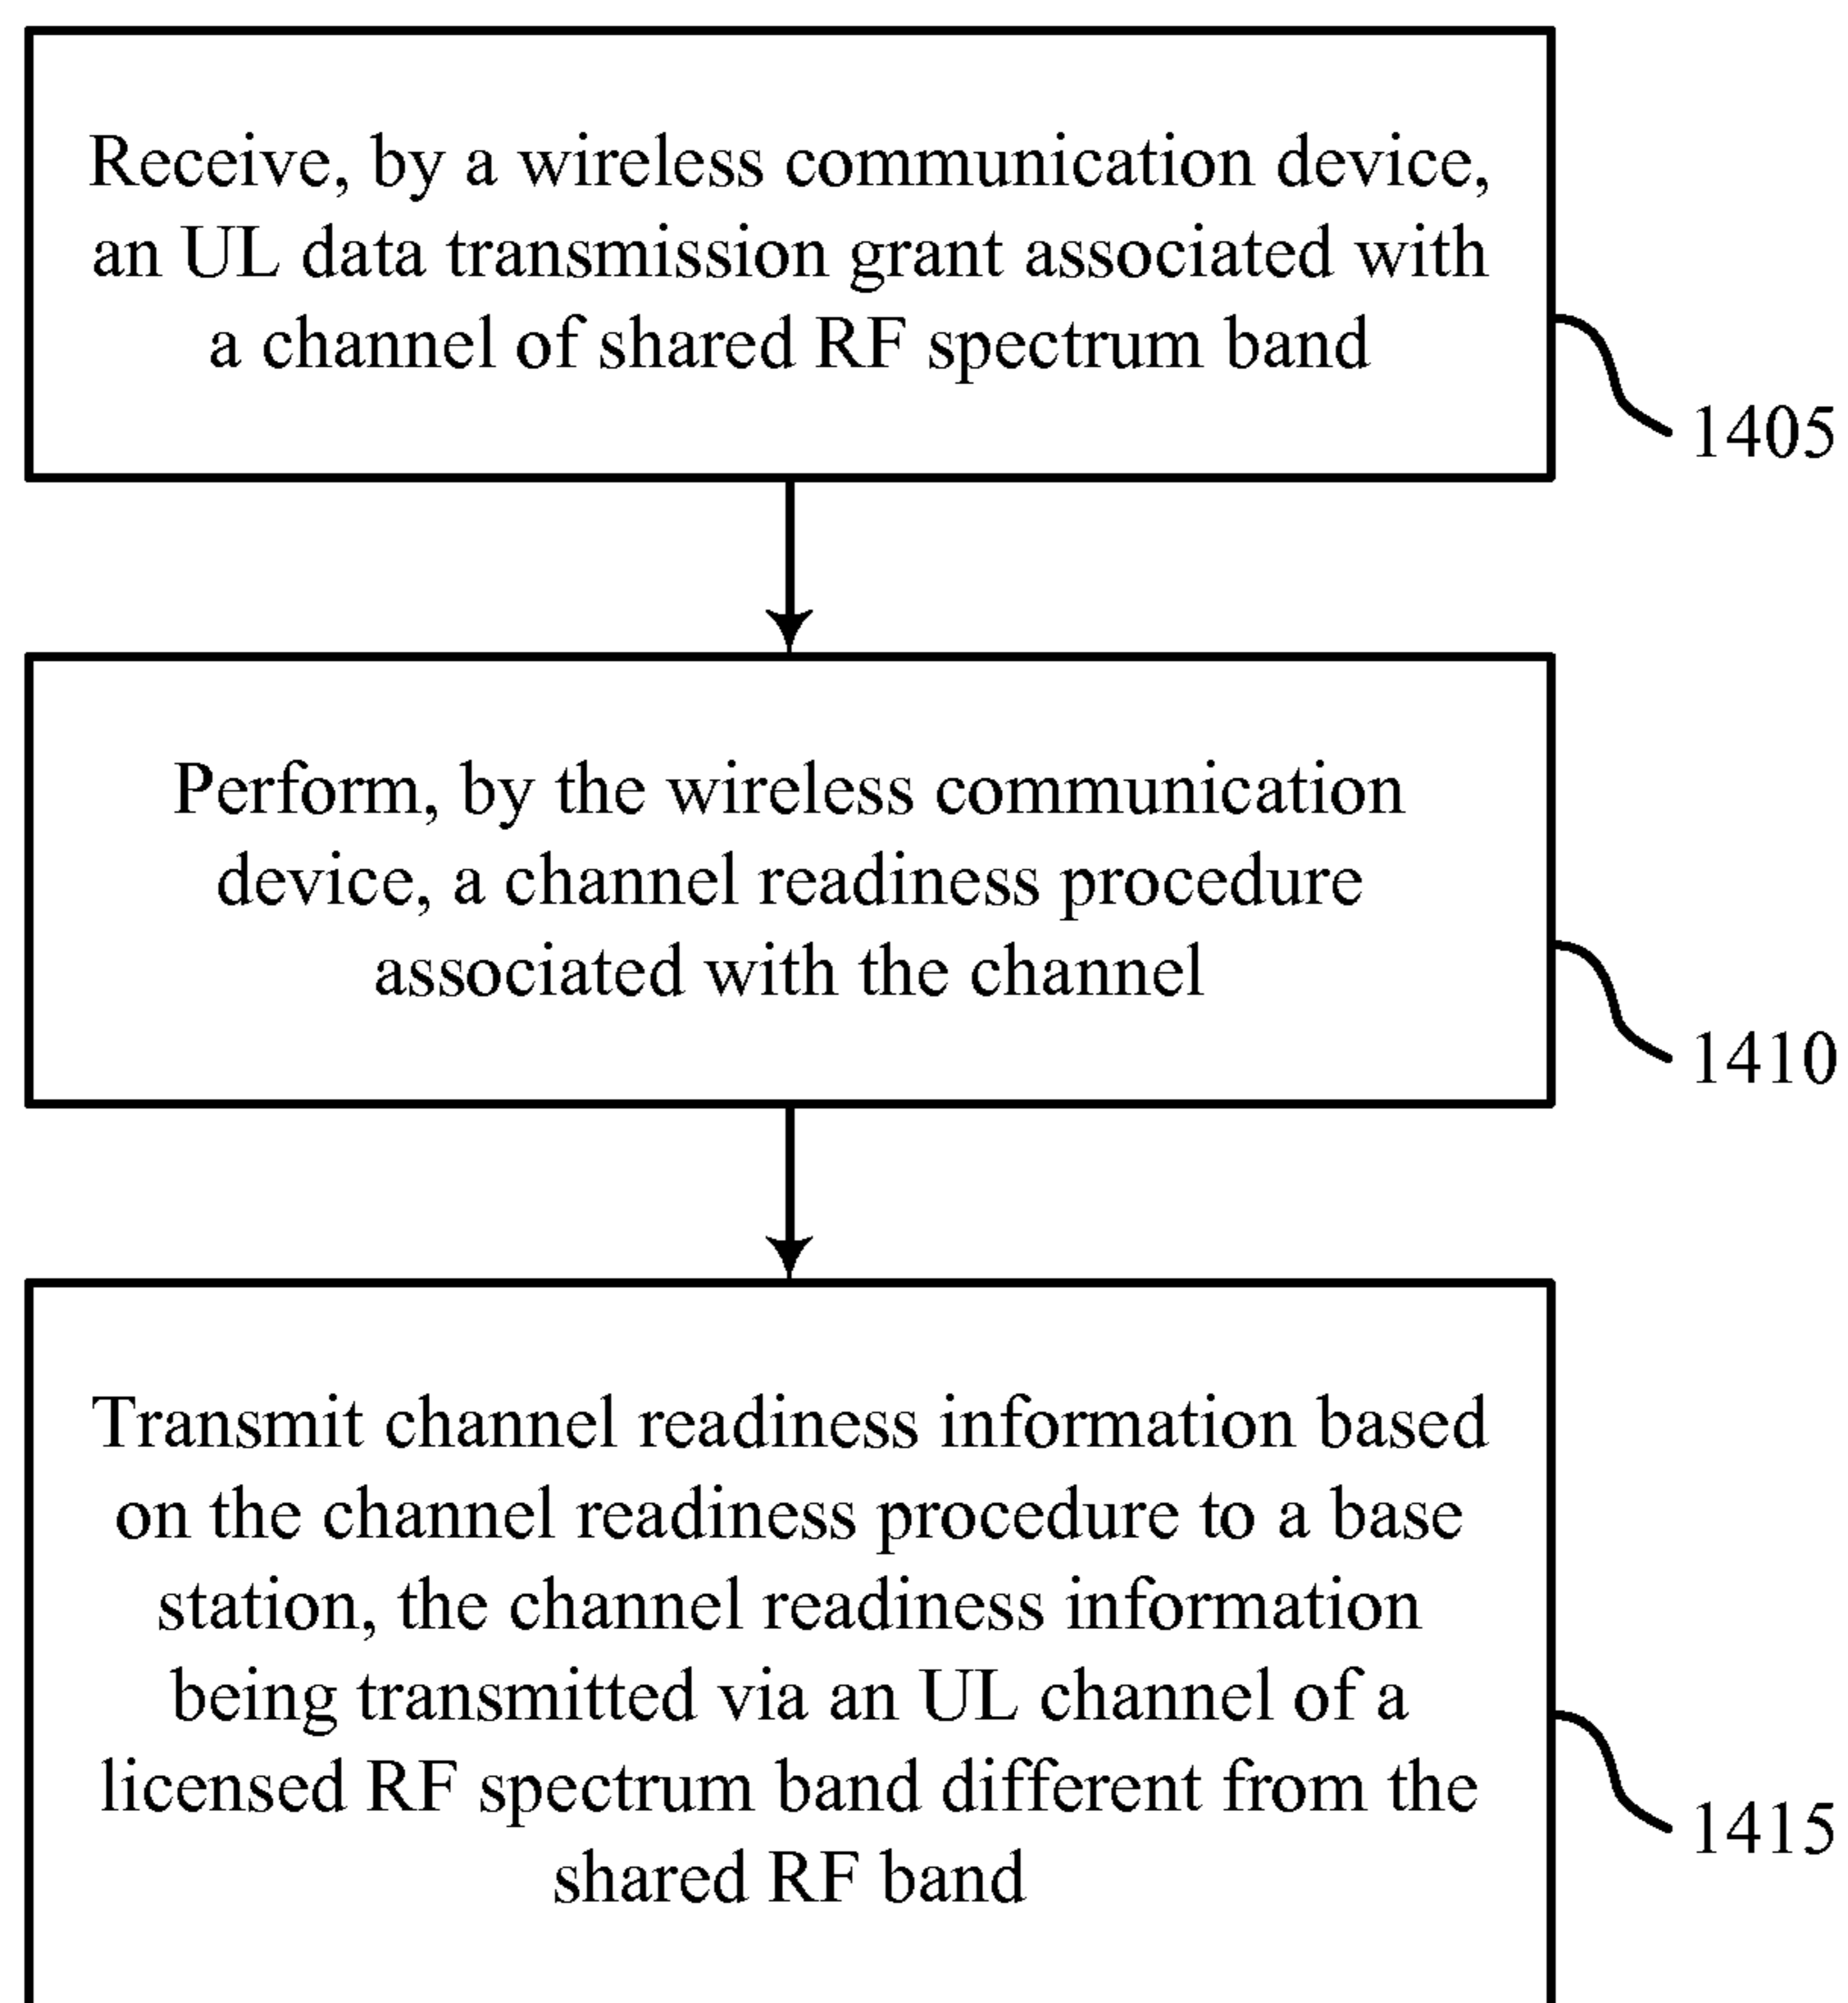 Receive, by a wireless communication device,
an UL data transmission grant associated with
a channel of shared RF spectrum band
1405
Perform, by the wireless communication
device, a channel readiness procedure
associated with the channel
1410
Transmit channel readiness information based
on the channel readiness procedure to a base
station, the channel readiness information
being transmitted via an UL channel of a
licensed RF spectrum band different from the
shared RF band
1415